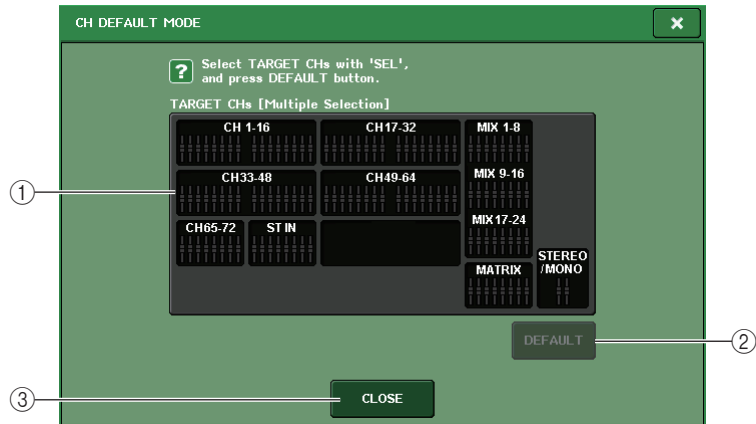 CH DEFAULT MODE
×
? Select TARGET CHs with 'SEL',
and press DEFAULT button.
TARGET CHs [Multiple Selection]
CH 1-16 CH17-32 MIX 1-8
① CH33-48 CH49-64 MIX 9-16
CH65-72 ST IN MIX17-24
MATRIX STEREO
/MONO
DEFAULT ②
③ CLOSE